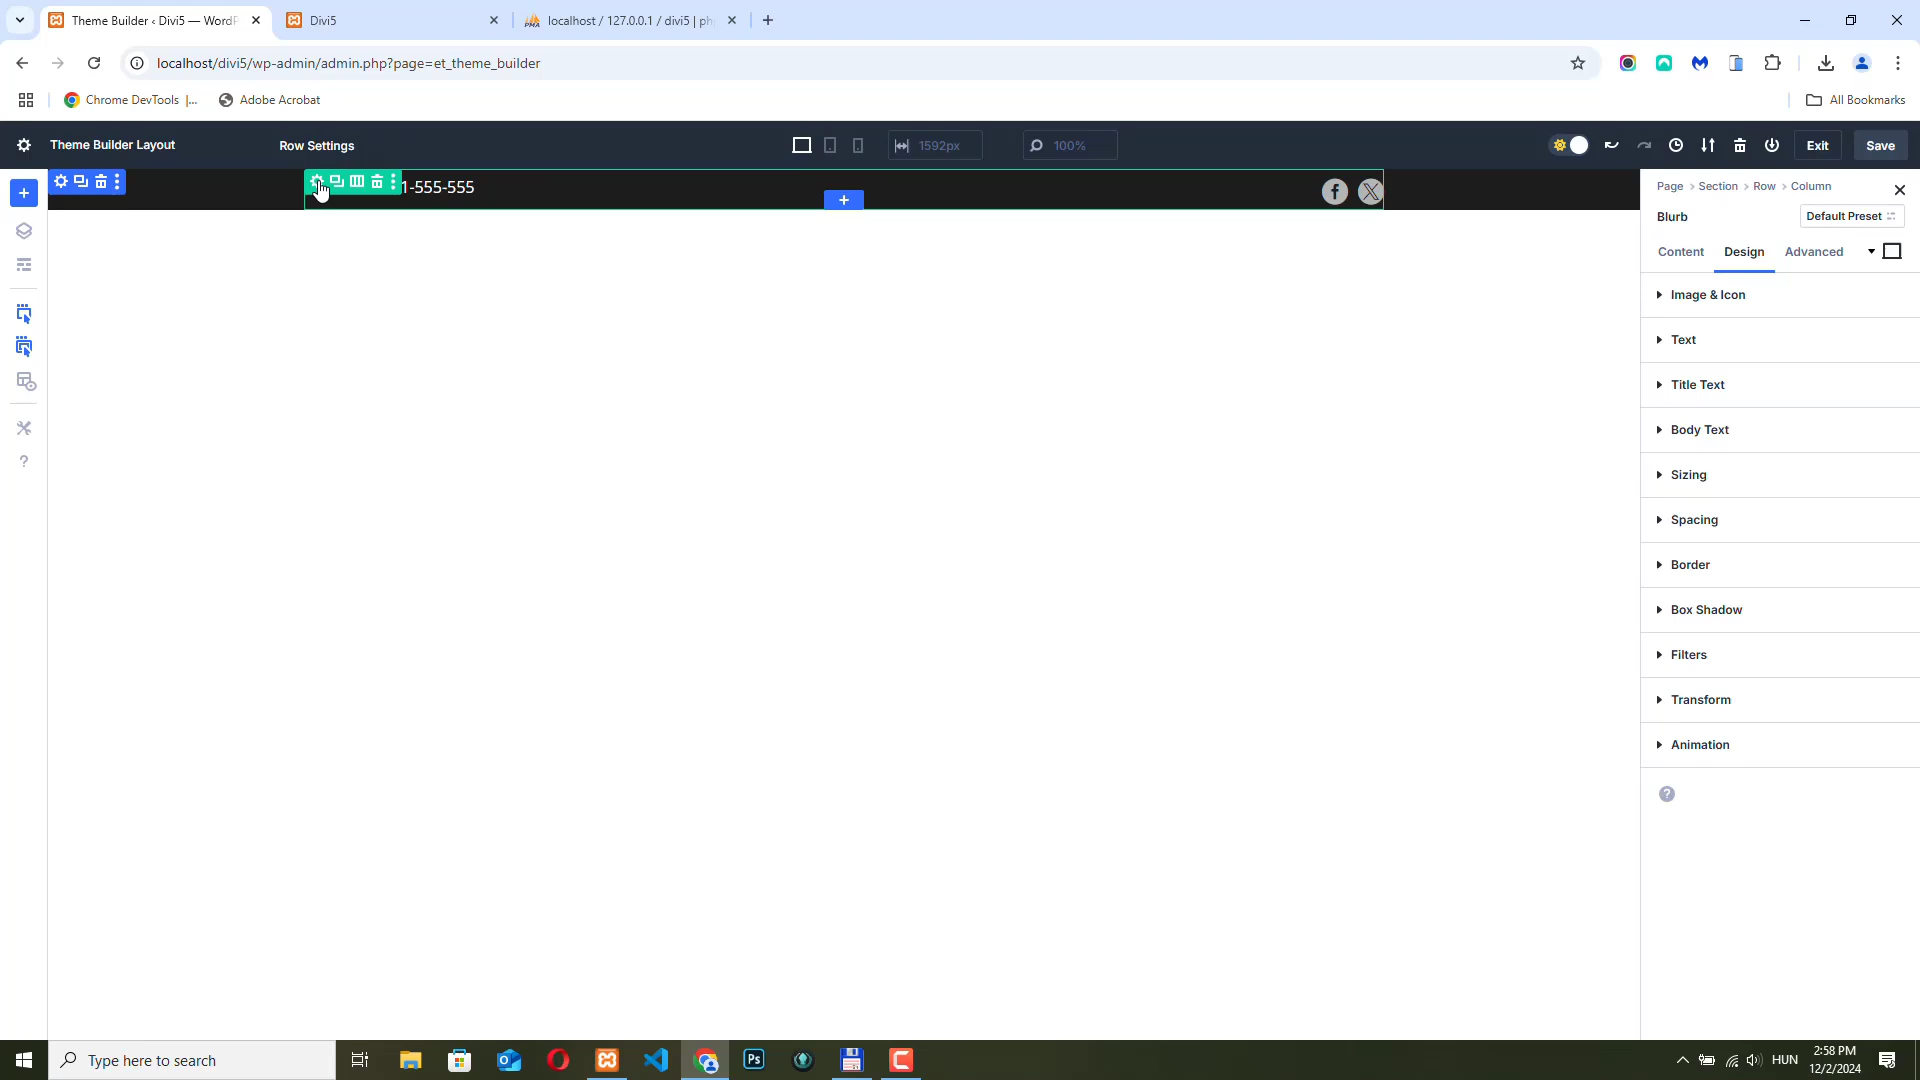 Theme Builder ‹ Divi5 — WordP
Divi5
localhost / 127.0.0.1 / divi5 | ph
localhost/divi5/wp-admin/admin.php?page=et_theme_builder
Chrome DevTools |...
Adobe Acrobat
All Bookmarks
Theme Builder Layout
Row Settings
1592px
100%
Exit
Save
1-555-555
Page > Section > Row > Column
Blurb
Default Preset
Content
Design
Advanced
Image & Icon
Text
Title Text
Body Text
Sizing
Spacing
Border
Box Shadow
Filters
Transform
Animation
Type here to search
Ps
HUN
2:58 PM
12/2/2024